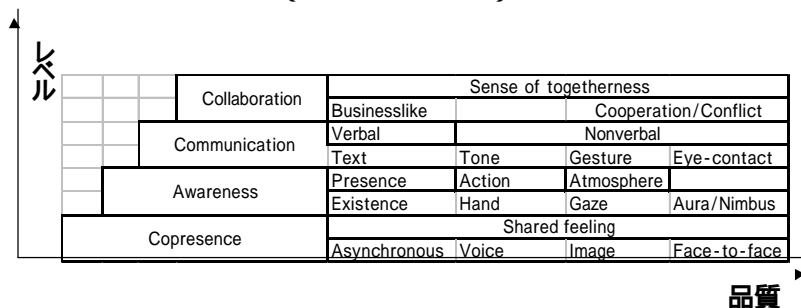 レベル
Collaboration Sense of togetherness
Businesslike Cooperation/Conflict
Communication Verbal Nonverbal
Text Tone Gesture Eye-contact
Awareness Presence Action Atmosphere
Existence Hand Gaze Aura/Nimbus
Copresence Shared feeling
Asynchronous Voice Image Face-to-face
品質